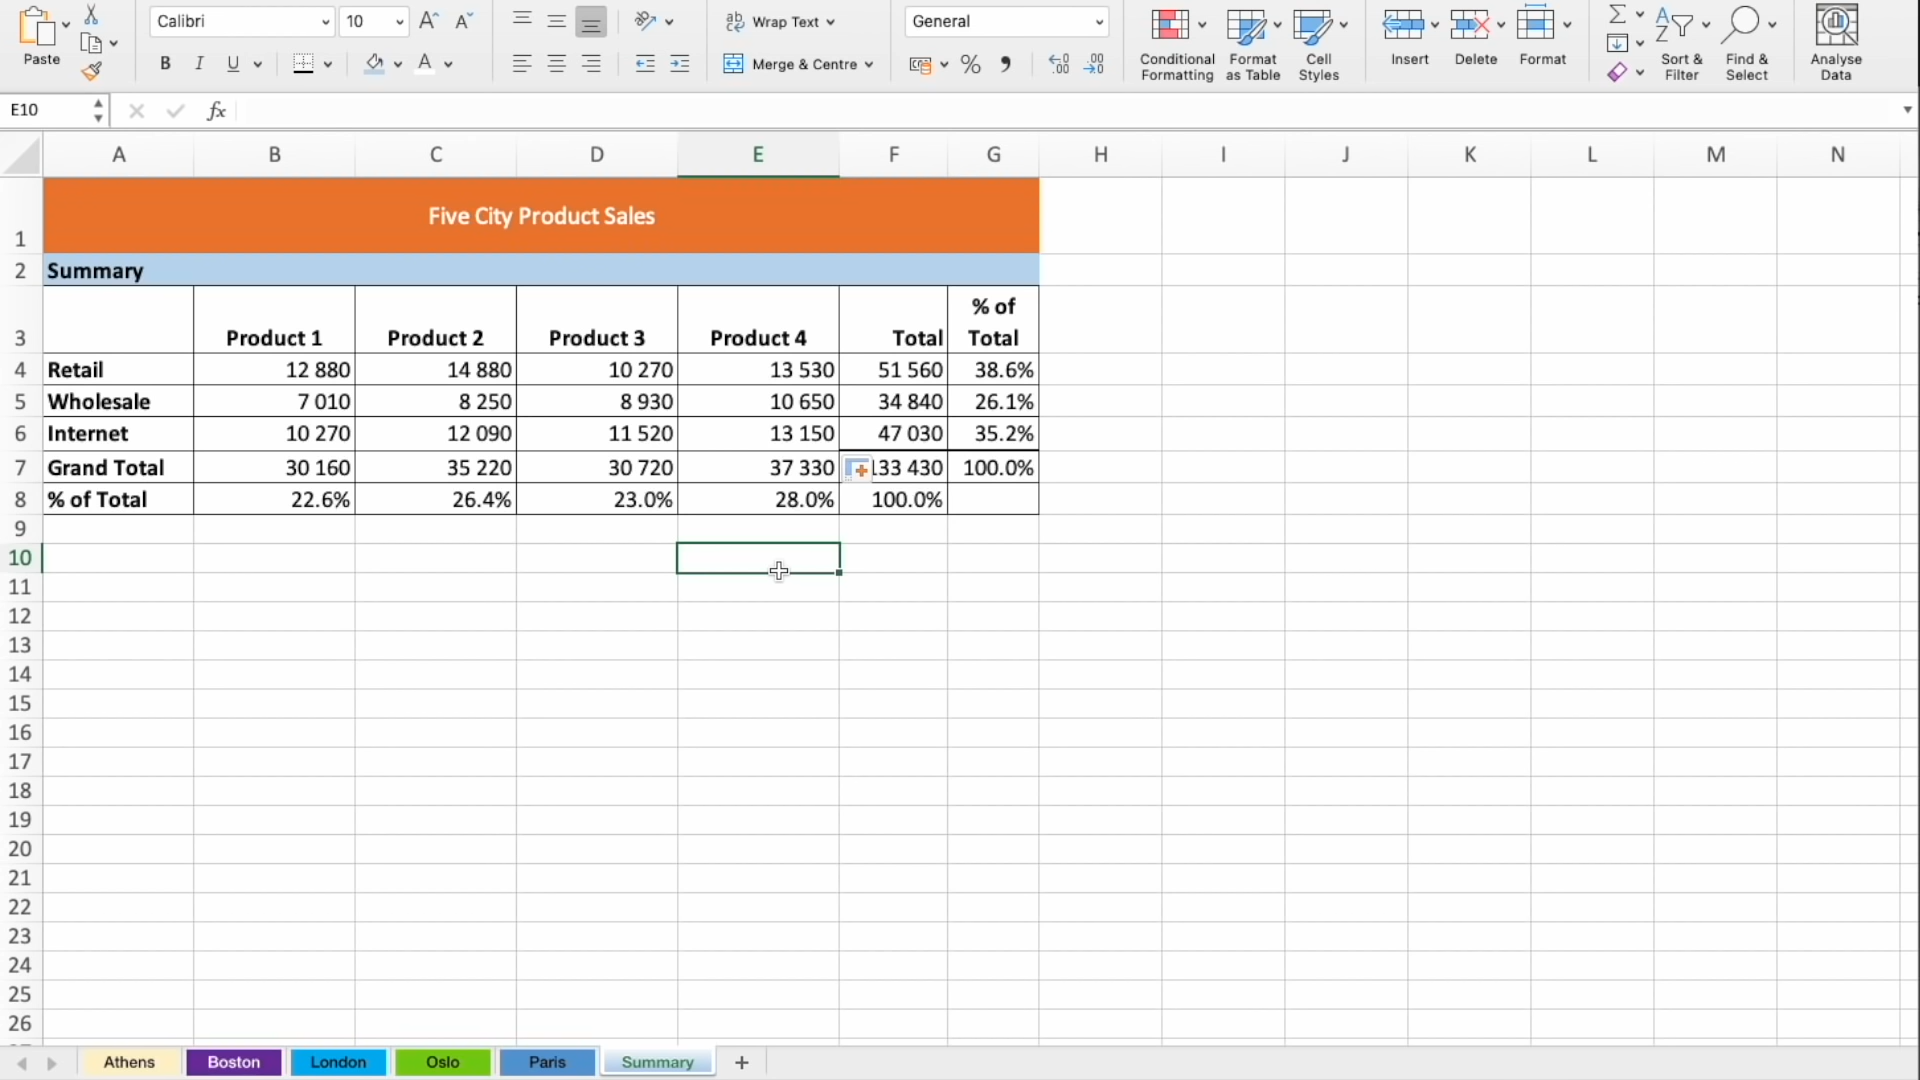 Calibri 10 Wrap Text General
Paste B I U Merge & Centre % Conditional Formatting Format as Table Cell Styles Insert Delete Format Sort & Filter Find & Select Analyse Data
E10 fx
A B C D E F G H I J K L M N
1 Five City Product Sales
2 Summary
3 Product 1 Product 2 Product 3 Product 4 Total % of Total
4 Retail 12 880 14 880 10 270 13 530 51 560 38.6%
5 Wholesale 7 010 8 250 8 930 10 650 34 840 26.1%
6 Internet 10 270 12 090 11 520 13 150 47 030 35.2%
7 Grand Total 30 160 35 220 30 720 37 330 133 430 100.0%
8 % of Total 22.6% 26.4% 23.0% 28.0% 100.0%
9
10
11
12
13
14
15
16
17
18
19
20
21
22
23
24
25
26
Athens Boston London Oslo Paris Summary +